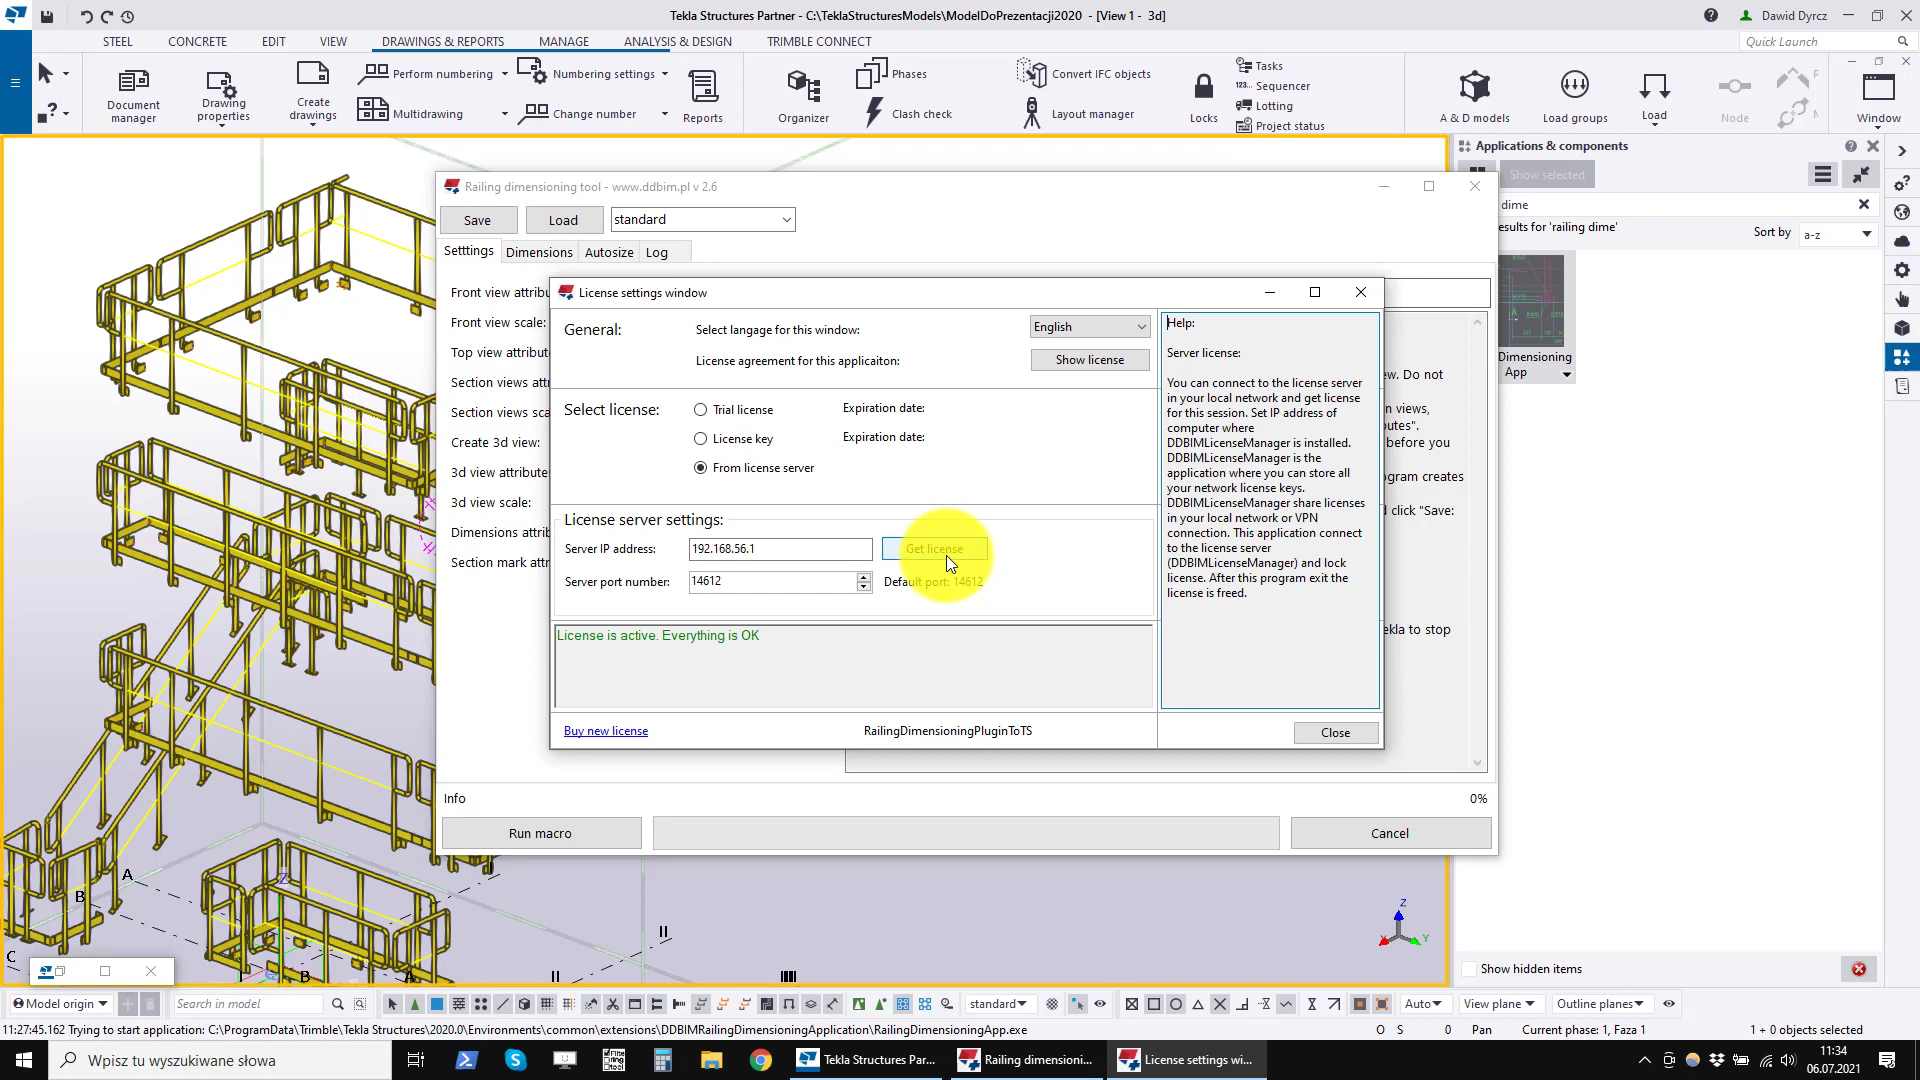 Tekla Structures Partner - C:\TeklaStructuresModels\ModelDoPrezentacji2020 - [View 1 - 3d]
Dawid Dyrcz
STEEL CONCRETE EDIT VIEW DRAWINGS & REPORTS MANAGE ANALYSIS & DESIGN TRIMBLE CONNECT
Quick Launch
Document manager
Drawing properties
Create drawings
Perform numbering
Multidrawing
Numbering settings
Change number
Reports
Organizer
Phases
Clash check
Convert IFC objects
Layout manager
Locks
Tasks
Sequencer
Lotting
Project status
A & D models
Load groups
Load
Node
Window
Applications & components
Show selected
dime
esults for 'railing dime'
Sort by a-z
Dimensioning App
Railing dimensioning tool - www.ddbim.pl v 2.6
Save Load standard
Setttings Dimensions Autosize Log
Front view attribu
Front view scale:
Top view attribut
Section views att
Section views sca
Create 3d view:
3d view attribute
3d view scale:
Dimensions attrib
Section mark attr
ew. Do not
n views,
butes".
before you
ogram creates
d click "Save:
ekla to stop
License settings window
General:
Select langage for this window: English
License agreement for this applicaiton: Show license
Select license:
Trial license Expiration date:
License key Expiration date:
From license server
License server settings:
Server IP address: 192.168.56.1 Get license
Server port number: 14612 Default port: 14612
License is active. Everything is OK
Buy new license RailingDimensioningPluginToTS
Help:
Server license:
You can connect to the license server
in your local network and get license
for this session. Set IP address of
computer where
DDBIMLicenseManager is installed.
DDBIMLicenseManager is the
application where you can store all
your network license keys.
DDBIMLicenseManager share licenses
in your local network or VPN
connection. This application connect
to the license server
(DDBIMLicenseManager) and lock
license. After this program exit the
license is freed.
Close
Info 0%
Run macro Cancel
A
B
C
Z
B
A
II
II
Z
X
Y
Show hidden items
Model origin Search in model standard Auto View plane Outline planes
11:27:45.162 Trying to start application: C:\ProgramData\Trimble\Tekla Structures\2020.0\Environments\common\extensions\DDBIMRailingDimensioningApplication\RailingDimensioningApp.exe
O S 0 Pan Current phase: 1, Faza 1 1 + 0 objects selected
Wpisz tu wyszukiwane słowa
Tekla Structures Par...
Railing dimensioni...
License settings wi...
11:34
06.07.2021